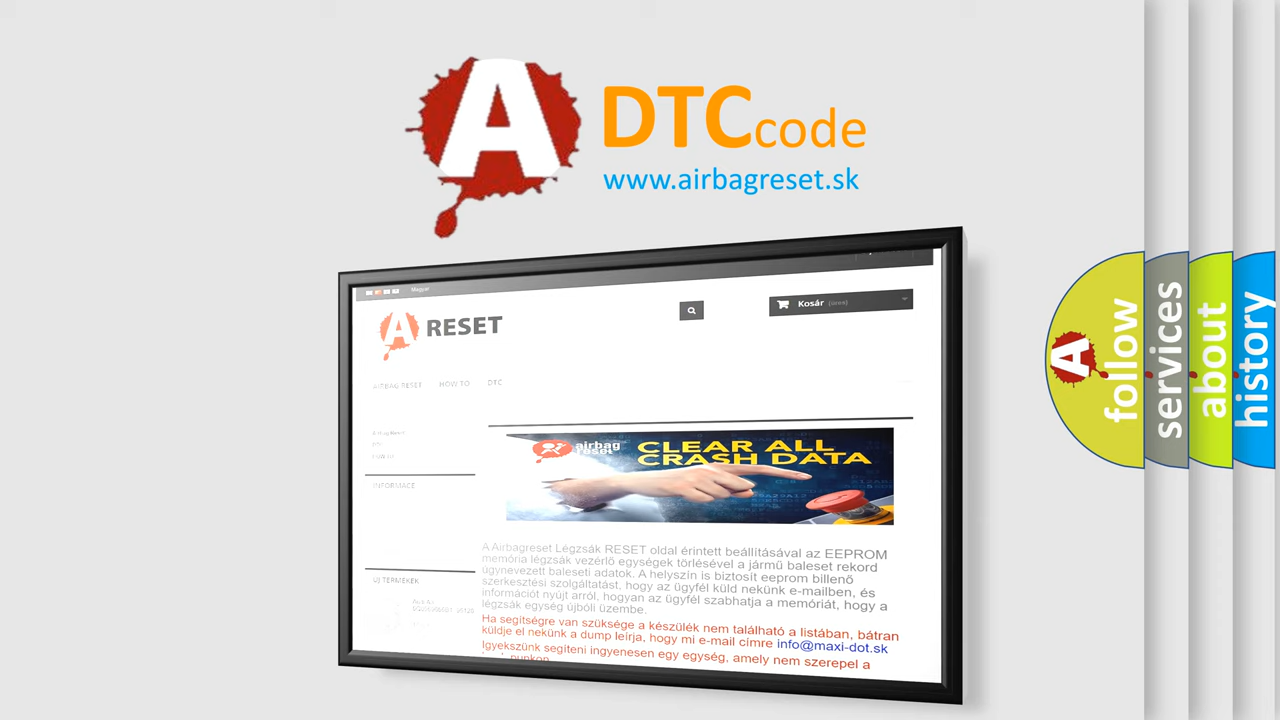 A DTCcode
www.airbagreset.sk
Magyar
A RESET
Kosár (üres)
AIRBAG RESET HOW TO DTC
INFORMACE
airbag
reset
CLEAR ALL
CRASH DATA
A Airbagreset Légzsák RESET oldal érintett beállításával az EEPROM
memória légzsák vezérlő egységek törlésével a jármű baleset rekord
úgynevezett baleseti adatok. A helyszín is biztosít eeprom billenő
szerkesztési szolgáltatást, hogy az ügyfél küld nekünk e-mailben, és
információt nyújt arról, hogyan az ügyfél szabhatja a memóriát, hogy a
légzsák egység újbóli üzembe.
Ha segítségre van szüksége a készülék nem található a listában, bátran
küldje el nekünk a dump leírja, hogy mi e-mail címre info@maxi-dot.sk
Igyekszünk segíteni ingyenesen egy egység, amely nem szerepel a
ÚJ TERMÉKEK
A follow
services
about
history